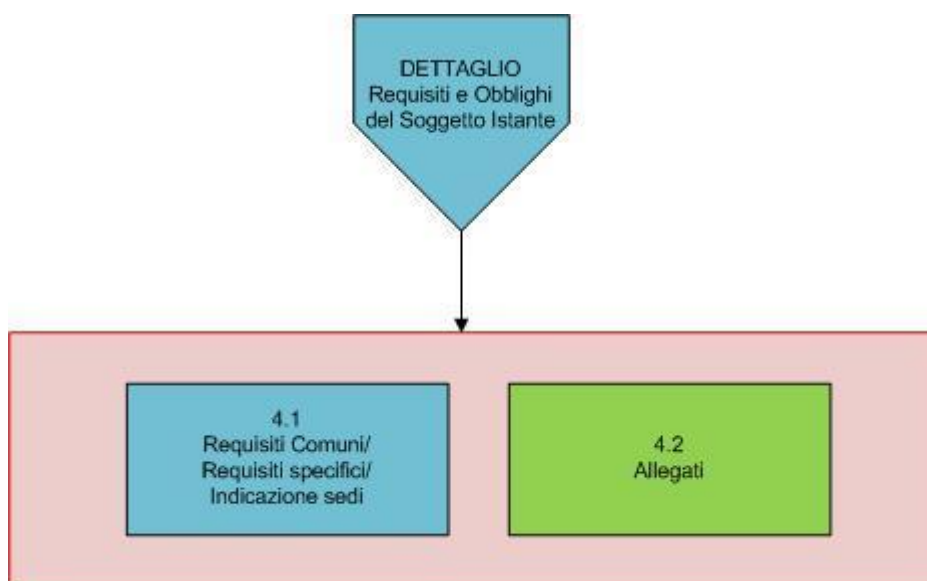 DETTAGLIO
Requisiti e Obblighi
del Soggetto Istante
4.1
Requisiti Comuni/
Requisiti specifici/
Indicazione sedi
4.2
Allegati